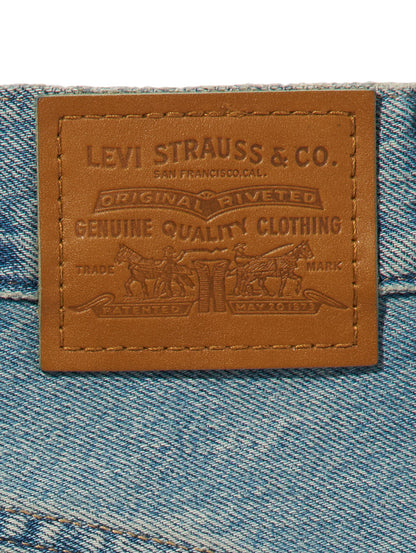 LEVI STRAUSS & CO.
SAN FRANCISCO, CAL.
ORIGINAL RIVETED
GENUINE QUALITY CLOTHING
TRADE MARK
PATENTED MAY 20 1873